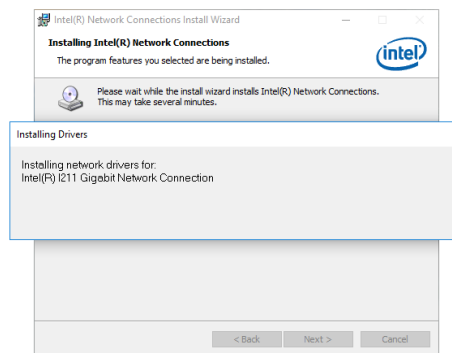 Intel(R) Network Connections Install Wizard
Installing Intel(R) Network Connections
The program features you selected are being installed.
intel
Please wait while the install wizard installs Intel(R) Network Connections.
This may take several minutes.
Installing Drivers
Installing network drivers for:
Intel(R) I211 Gigabit Network Connection
< Back
Next >
Cancel